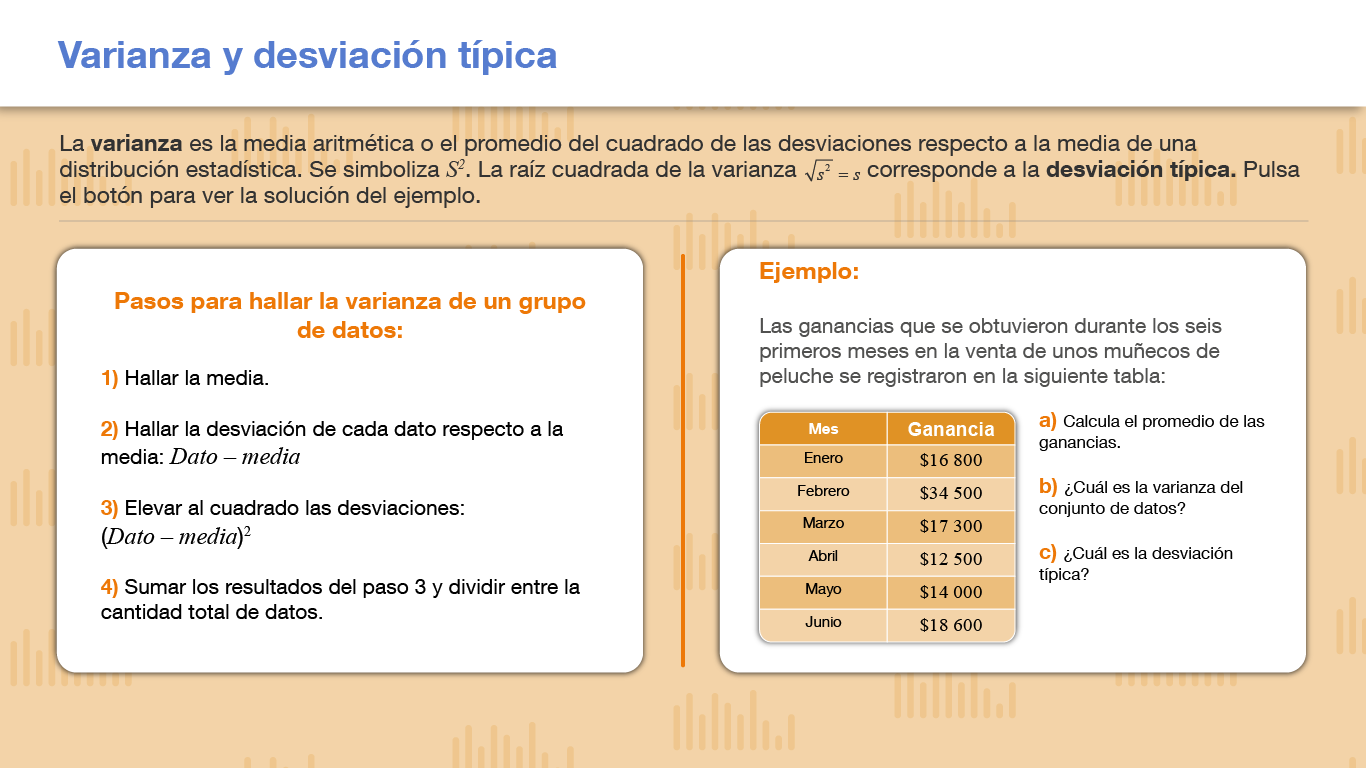 Varianza y desviación típica
La varianza es la media aritmética o el promedio del cuadrado de las desviaciones respecto a la media de una
distribución estadística. Se simboliza S². La raíz cuadrada de la varianza √s² = s corresponde a la desviación típica. Pulsa
el botón para ver la solución del ejemplo.
Pasos para hallar la varianza de un grupo
de datos:
1) Hallar la media.
2) Hallar la desviación de cada dato respecto a la
media: Dato – media
3) Elevar al cuadrado las desviaciones:
(Dato – media)²
4) Sumar los resultados del paso 3 y dividir entre la
cantidad total de datos.
Ejemplo:
Las ganancias que se obtuvieron durante los seis
primeros meses en la venta de unos muñecos de
peluche se registraron en la siguiente tabla:
Mes Ganancia
Enero $16 800
Febrero $34 500
Marzo $17 300
Abril $12 500
Mayo $14 000
Junio $18 600
a) Calcula el promedio de las
ganancias.
b) ¿Cuál es la varianza del
conjunto de datos?
c) ¿Cuál es la desviación
típica?